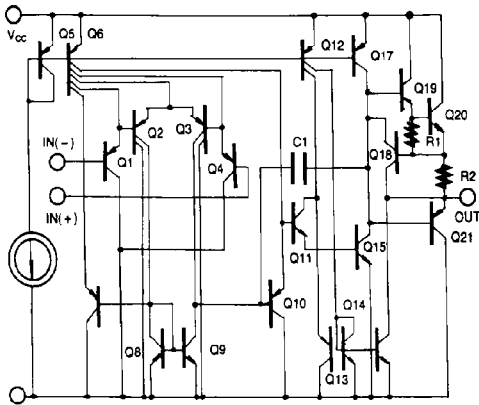 Q5 Q6 Q12 Q17
Vcc
Q19
Q20
Q2 Q3
R1
IN(−) Q1 Q4 C1 Q18
R2
IN(+)
OUT
Q11 Q15 Q21
Q10 Q14
Q8 Q9
Q13